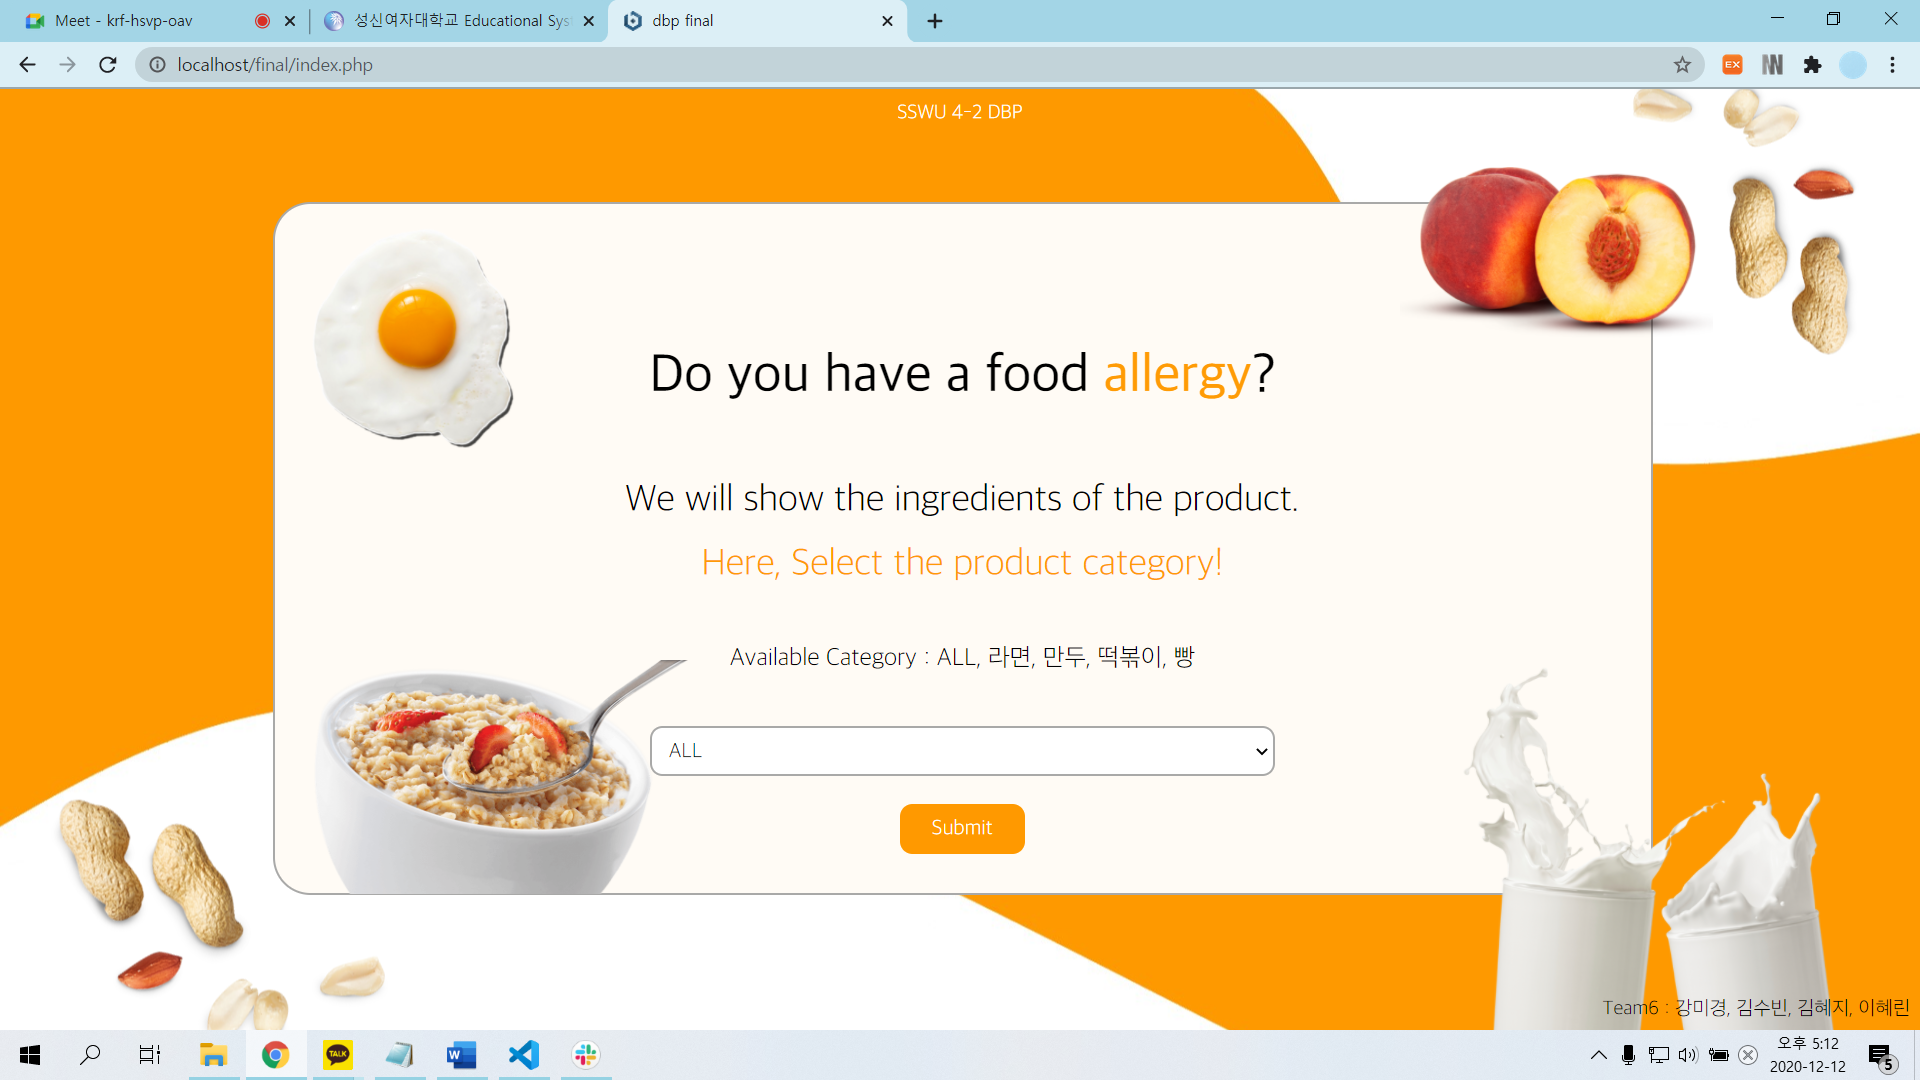 Meet - krf-hsvp-oav
성신여자대학교 Educational Sys
dbp final
localhost/final/index.php
EX
SSWU 4-2 DBP
Do you have a food allergy?
We will show the ingredients of the product.
Here, Select the product category!
Available Category : ALL, 라면, 만두, 떡볶이, 빵
ALL
Submit
Team6 : 강미경, 김수빈, 김혜지, 이혜린
TALK
오후 5:12
2020-12-12
5